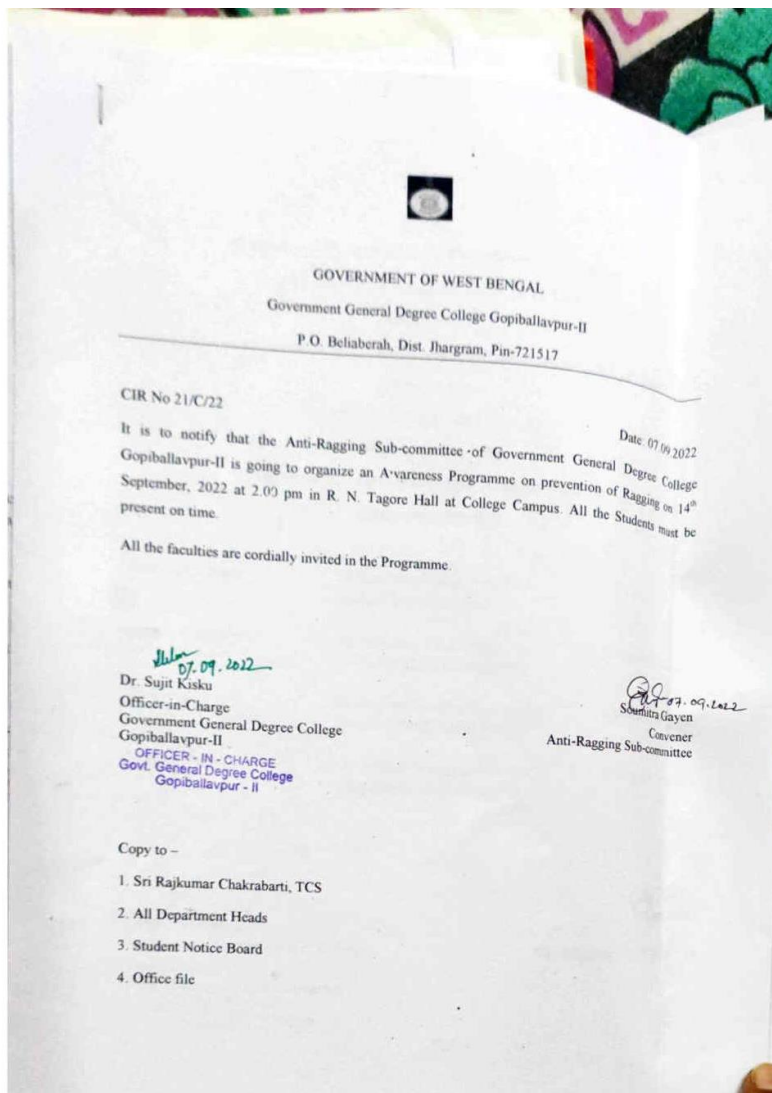 GOVERNMENT OF WEST BENGAL
Government General Degree College Gopiballavpur-II
P.O. Beliaberah, Dist. Jhargram, Pin-721517
CIR No 21/C/22
Date 07.09.2022
It is to notify that the Anti-Ragging Sub-committee of Government General Degree College
Gopiballavpur-II is going to organize an Awareness Programme on prevention of Ragging on 14th
September, 2022 at 2.00 pm in R. N. Tagore Hall at College Campus. All the Students must be
present on time.
All the faculties are cordially invited in the Programme.
07.09.2022
Dr. Sujit Kisku
Officer-in-Charge
Government General Degree College
Gopiballavpur-II
OFFICER - IN - CHARGE
Govt. General Degree College
Gopiballavpur - II
07.09.2022
Soumitra Gayen
Convener
Anti-Ragging Sub-committee
Copy to –
1. Sri Rajkumar Chakrabarti, TCS
2. All Department Heads
3. Student Notice Board
4. Office file